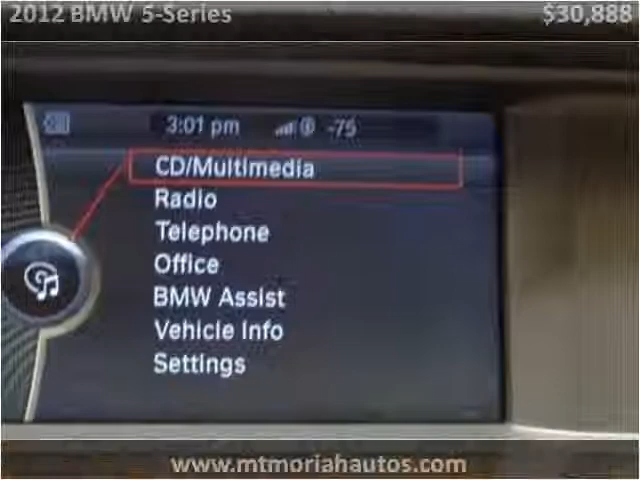 2012 BMW 5-Series $30,888
3:01 pm -75
CD/Multimedia
Radio
Telephone
Office
BMW Assist
Vehicle Info
Settings
www.mtmoriahautos.com